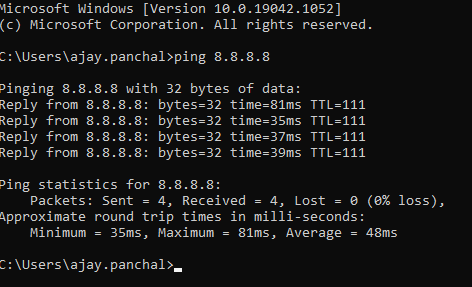 Microsoft Windows [Version 10.0.19042.1052]
(c) Microsoft Corporation. All rights reserved.
C:\Users\ajay.panchal>ping 8.8.8.8
Pinging 8.8.8.8 with 32 bytes of data:
Reply from 8.8.8.8: bytes=32 time=81ms TTL=111
Reply from 8.8.8.8: bytes=32 time=35ms TTL=111
Reply from 8.8.8.8: bytes=32 time=37ms TTL=111
Reply from 8.8.8.8: bytes=32 time=39ms TTL=111
Ping statistics for 8.8.8.8:
    Packets: Sent = 4, Received = 4, Lost = 0 (0% loss),
Approximate round trip times in milli-seconds:
    Minimum = 35ms, Maximum = 81ms, Average = 48ms
C:\Users\ajay.panchal>